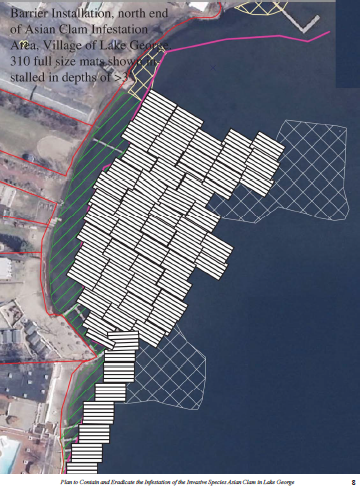 Barrier Installation, north end
of Asian Clam Infestation
Area, Village of Lake George
310 full size mats shown in-
stalled in depths of >3'
Plan to Contain and Eradicate the Infestation of the Invasive Species Asian Clam in Lake George 8